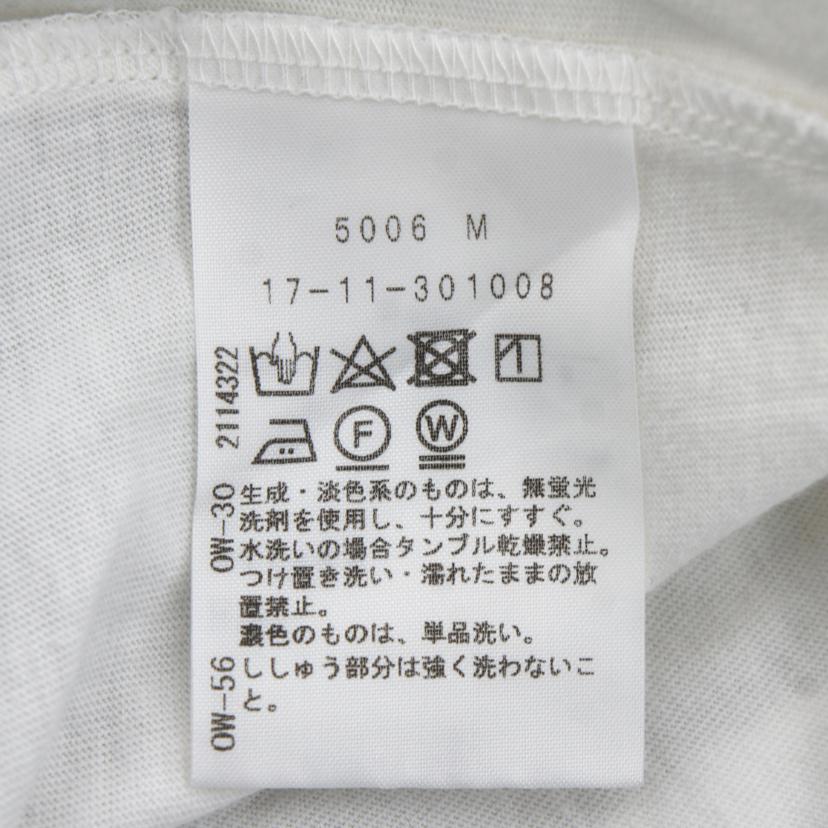 5006 M
17-11-301008
2114322
F
W
OW-30
生成・淡色系のものは、無蛍光
洗剤を使用し、十分にすすぐ。
水洗いの場合タンブル乾燥禁止。
つけ置き洗い・濡れたままの放
置禁止。
濃色のものは、単品洗い。
OW-56
ししゅう部分は強く洗わないこ
と。